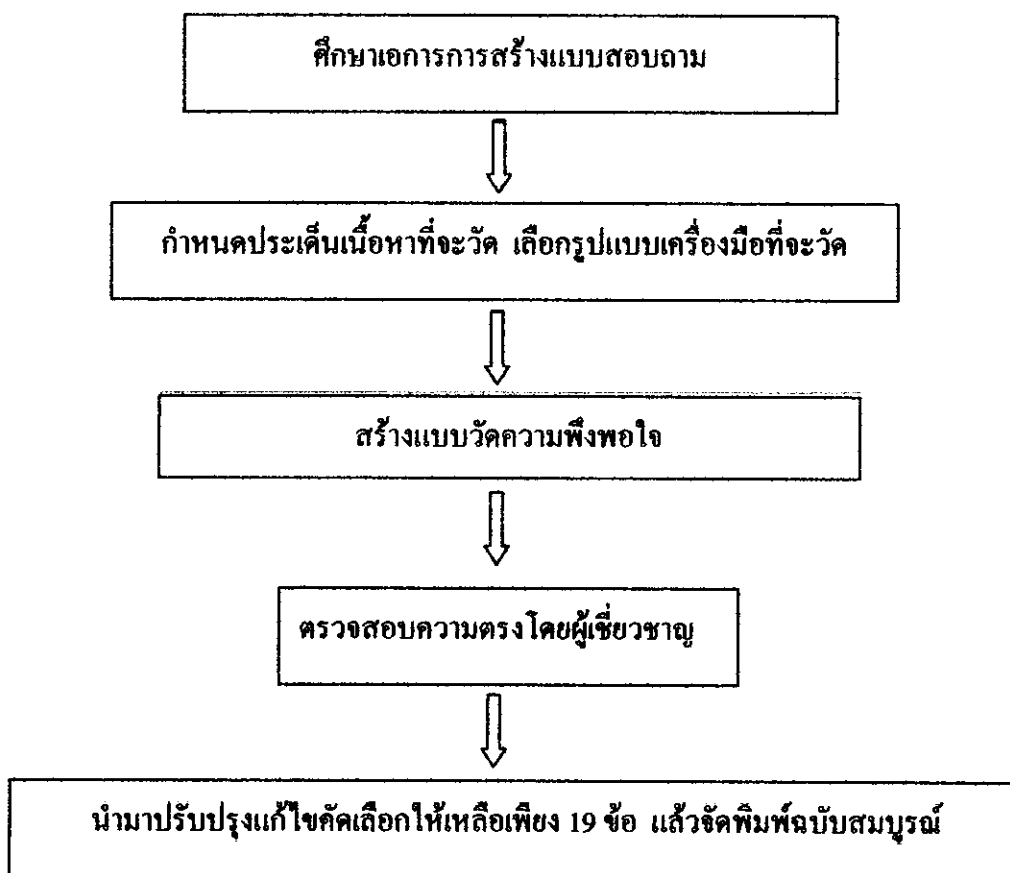 ศึกษาเอการการสร้างแบบสอบถาม
กำหนดประเด็นเนื้อหาที่จะวัด เลือกรูปแบบเครื่องมือที่จะวัด
สร้างแบบวัดความพึงพอใจ
ตรวจสอบความตรงโดยผู้เชี่ยวชาญ
นำมาปรับปรุงแก้ไขคัดเลือกให้เหลือเพียง 19 ข้อ แล้วจัดพิมพ์ฉบับสมบูรณ์